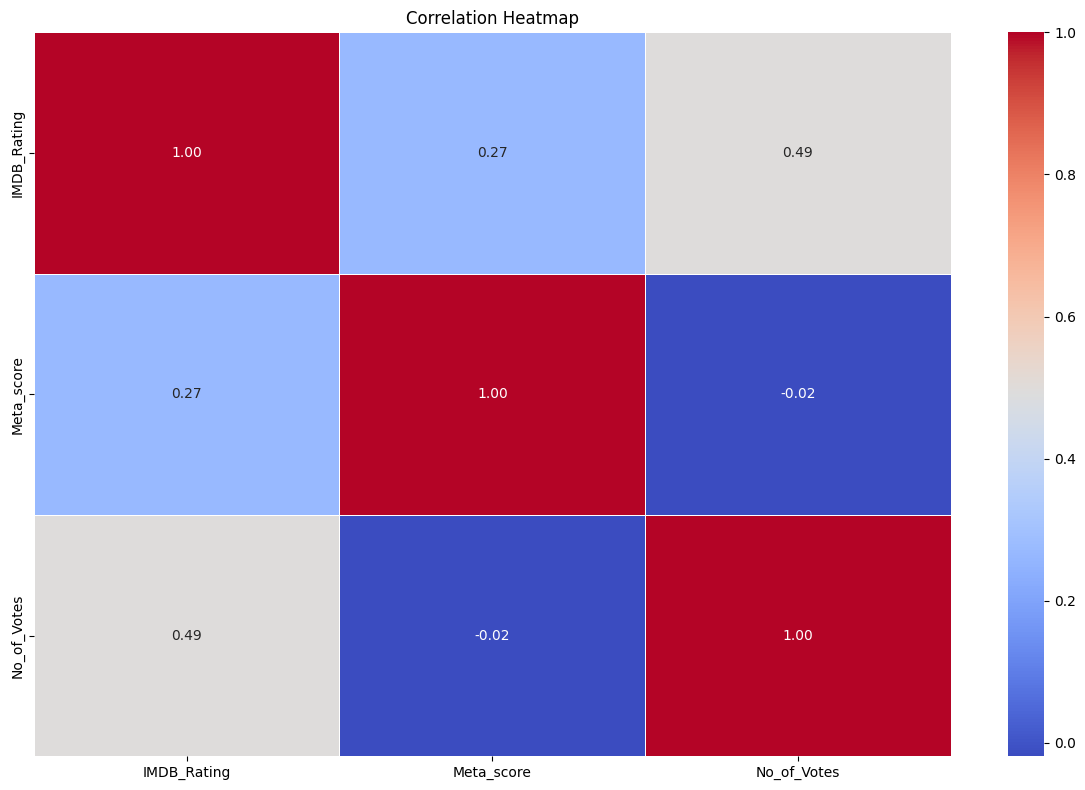 Correlation Heatmap
IMDB_Rating
1.00
0.27
0.49
Meta_score
0.27
1.00
-0.02
No_of_Votes
0.49
-0.02
1.00
IMDB_Rating
Meta_score
No_of_Votes
1.0
0.8
0.6
0.4
0.2
0.0